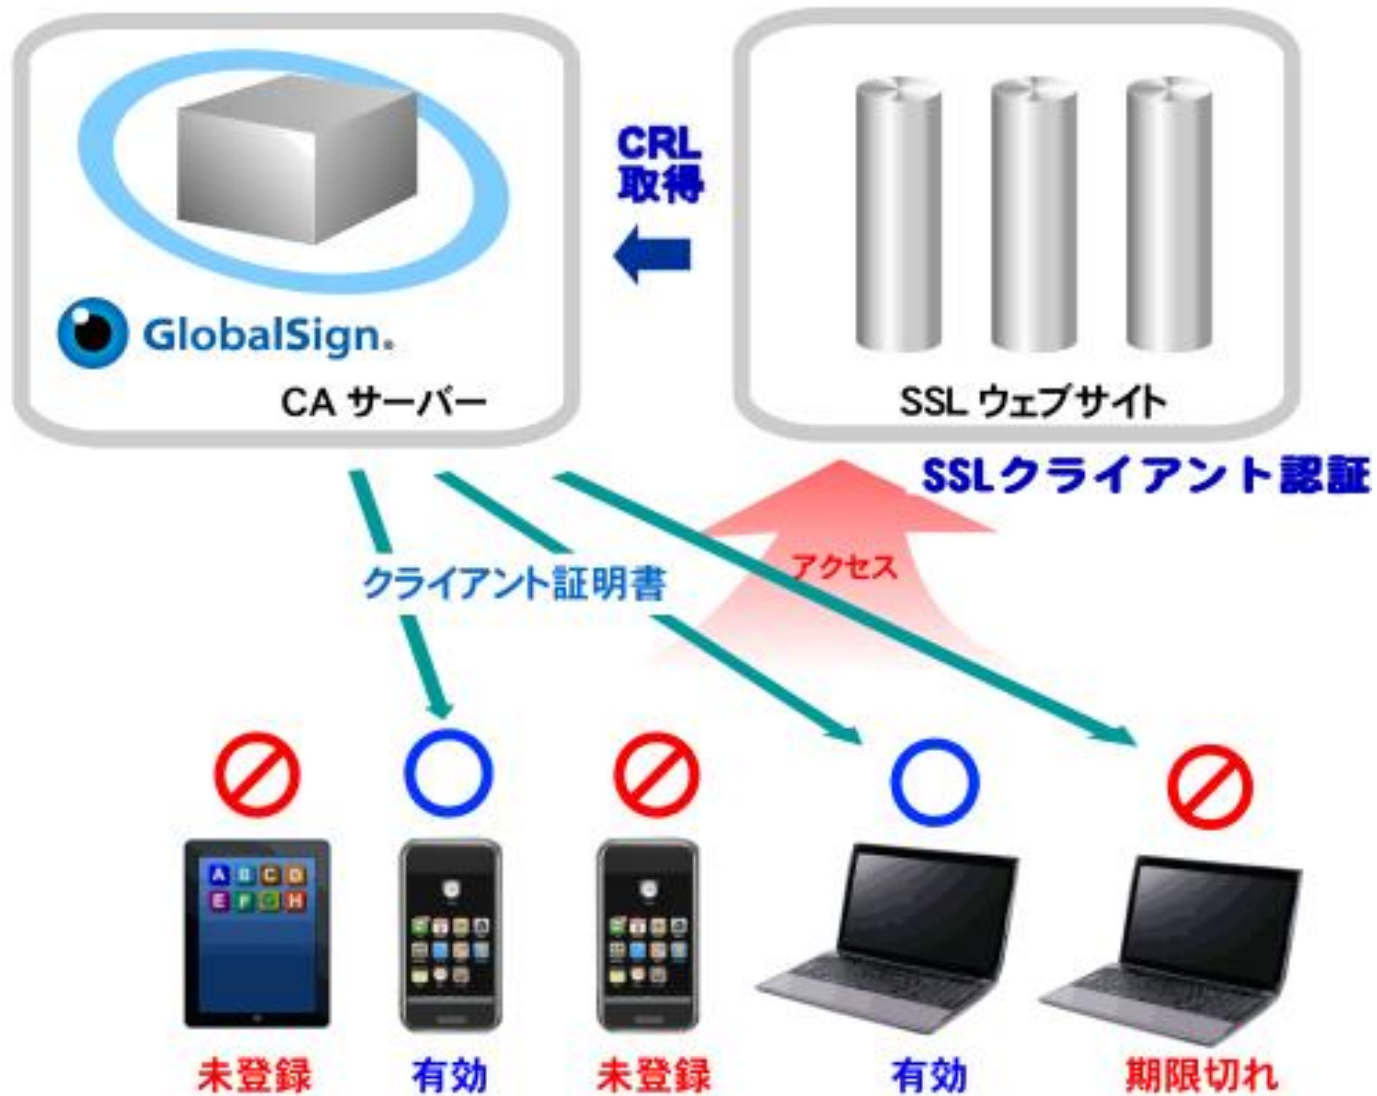 CRL
取得
GlobalSign®
CA サーバー
SSL ウェブサイト
SSLクライアント認証
アクセス
クライアント証明書
A B C D
E F G H
未登録
有効
未登録
有効
期限切れ